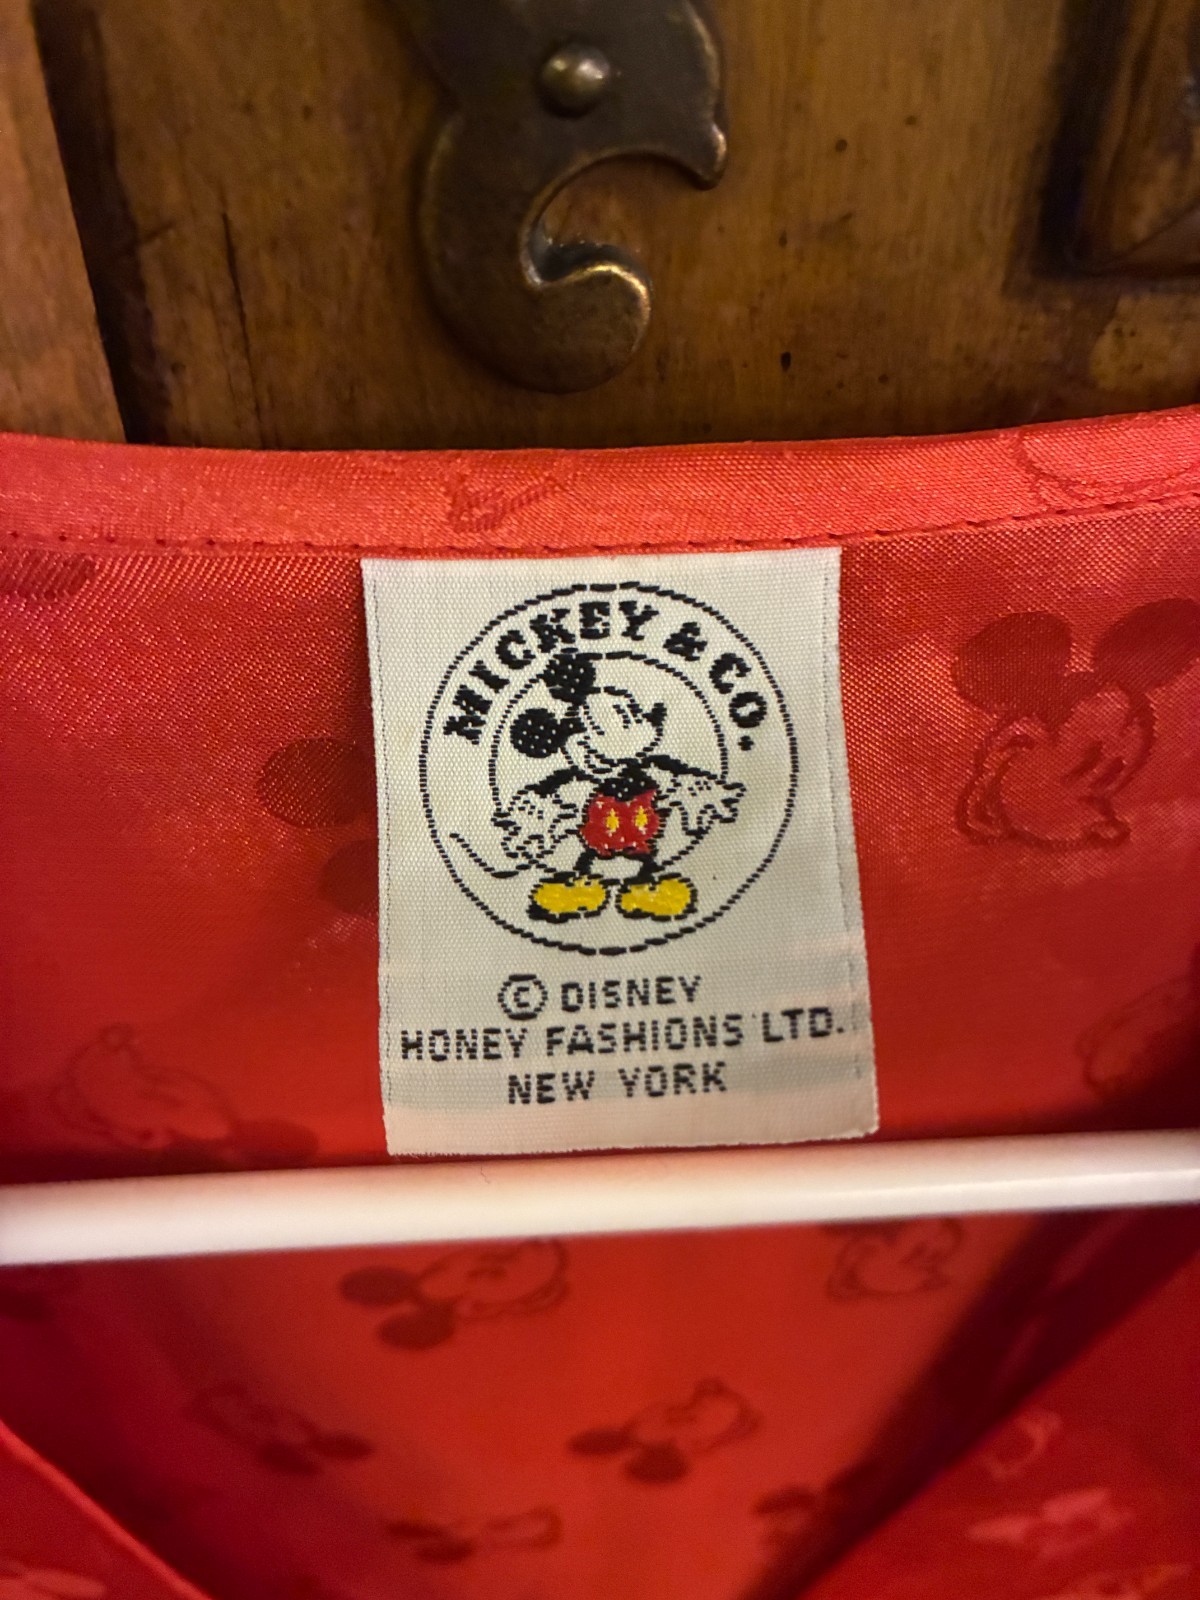 MICKEY & CO.
© DISNEY
HONEY FASHIONS LTD.
NEW YORK